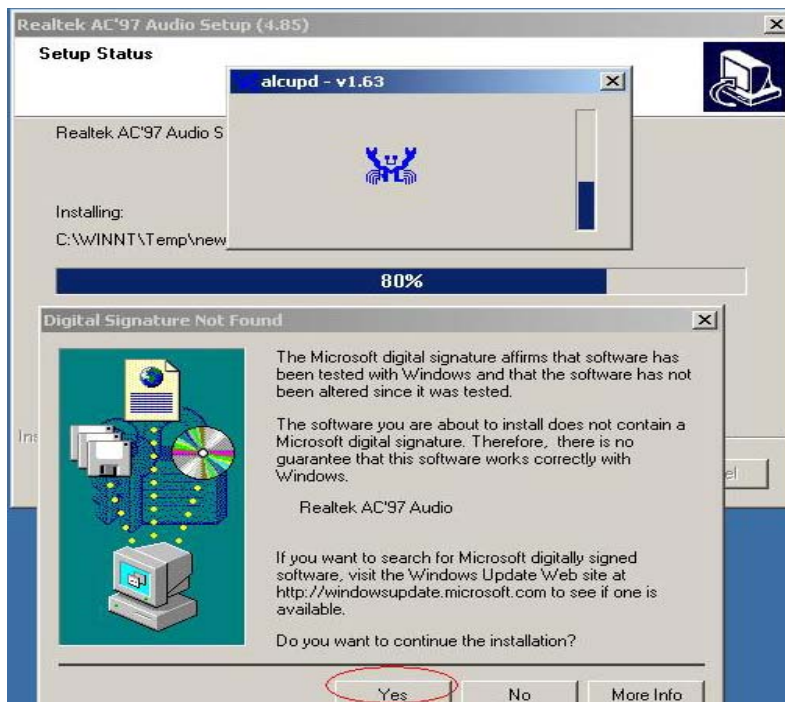 Realtek AC'97 Audio Setup (4.85)
Setup Status
alcupd - v1.63
Realtek AC'97 Audio S
Installing:
C:\WINNT\Temp\new
80%
Digital Signature Not Found
The Microsoft digital signature affirms that software has
been tested with Windows and that the software has not
been altered since it was tested.
The software you are about to install does not contain a
Microsoft digital signature. Therefore, there is no
guarantee that this software works correctly with
Windows.
Realtek AC'97 Audio
If you want to search for Microsoft digitally signed
software, visit the Windows Update Web site at
http://windowsupdate.microsoft.com to see if one is
available.
Do you want to continue the installation?
Yes
No
More Info